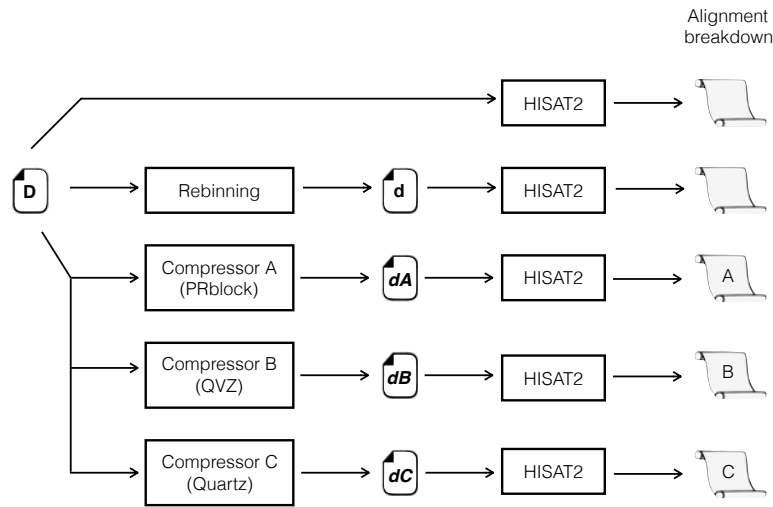 Alignment
breakdown
HISAT2
D
Rebinning
d
HISAT2
Compressor A
(PRblock)
dA
HISAT2
A
Compressor B
(QVZ)
dB
HISAT2
B
Compressor C
(Quartz)
dC
HISAT2
C